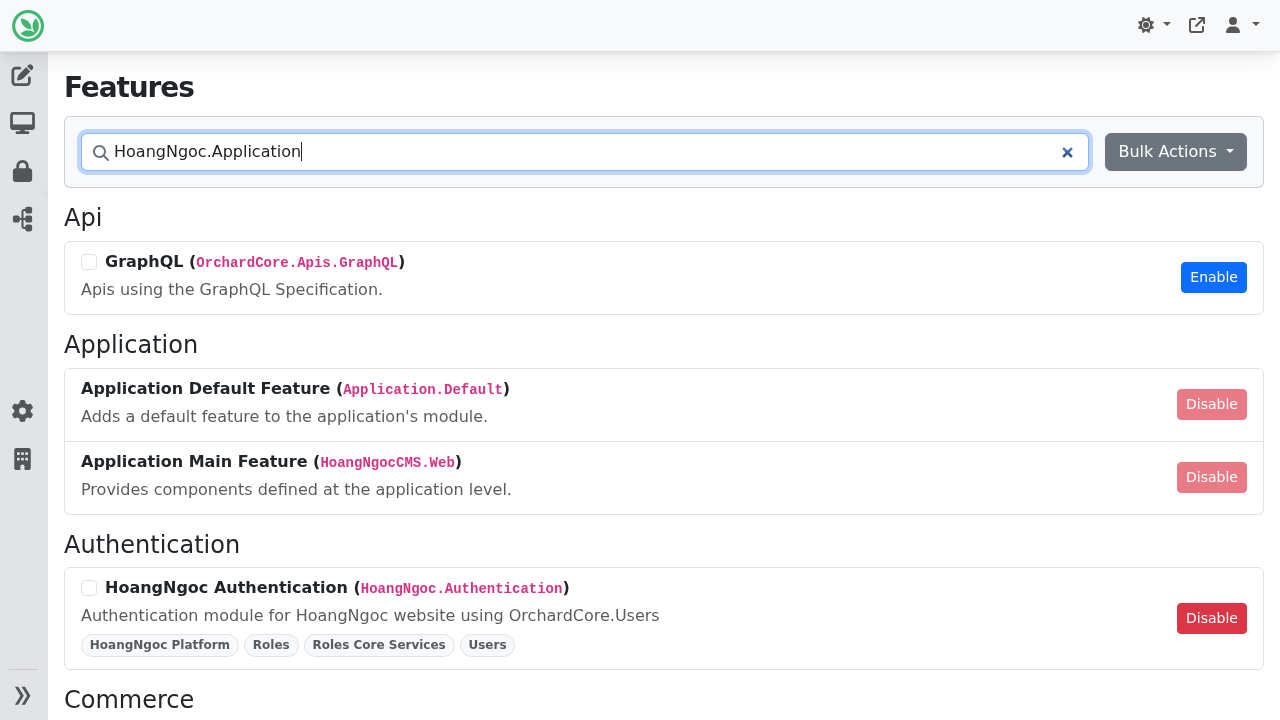 Features
HoangNgoc.Application
Bulk Actions
Api
GraphQL (OrchardCore.Apis.GraphQL)
Apis using the GraphQL Specification.
Enable
Application
Application Default Feature (Application.Default)
Adds a default feature to the application's module.
Disable
Application Main Feature (HoangNgocCMS.Web)
Provides components defined at the application level.
Disable
Authentication
HoangNgoc Authentication (HoangNgoc.Authentication)
Authentication module for HoangNgoc website using OrchardCore.Users
HoangNgoc Platform Roles Roles Core Services Users
Disable
Commerce